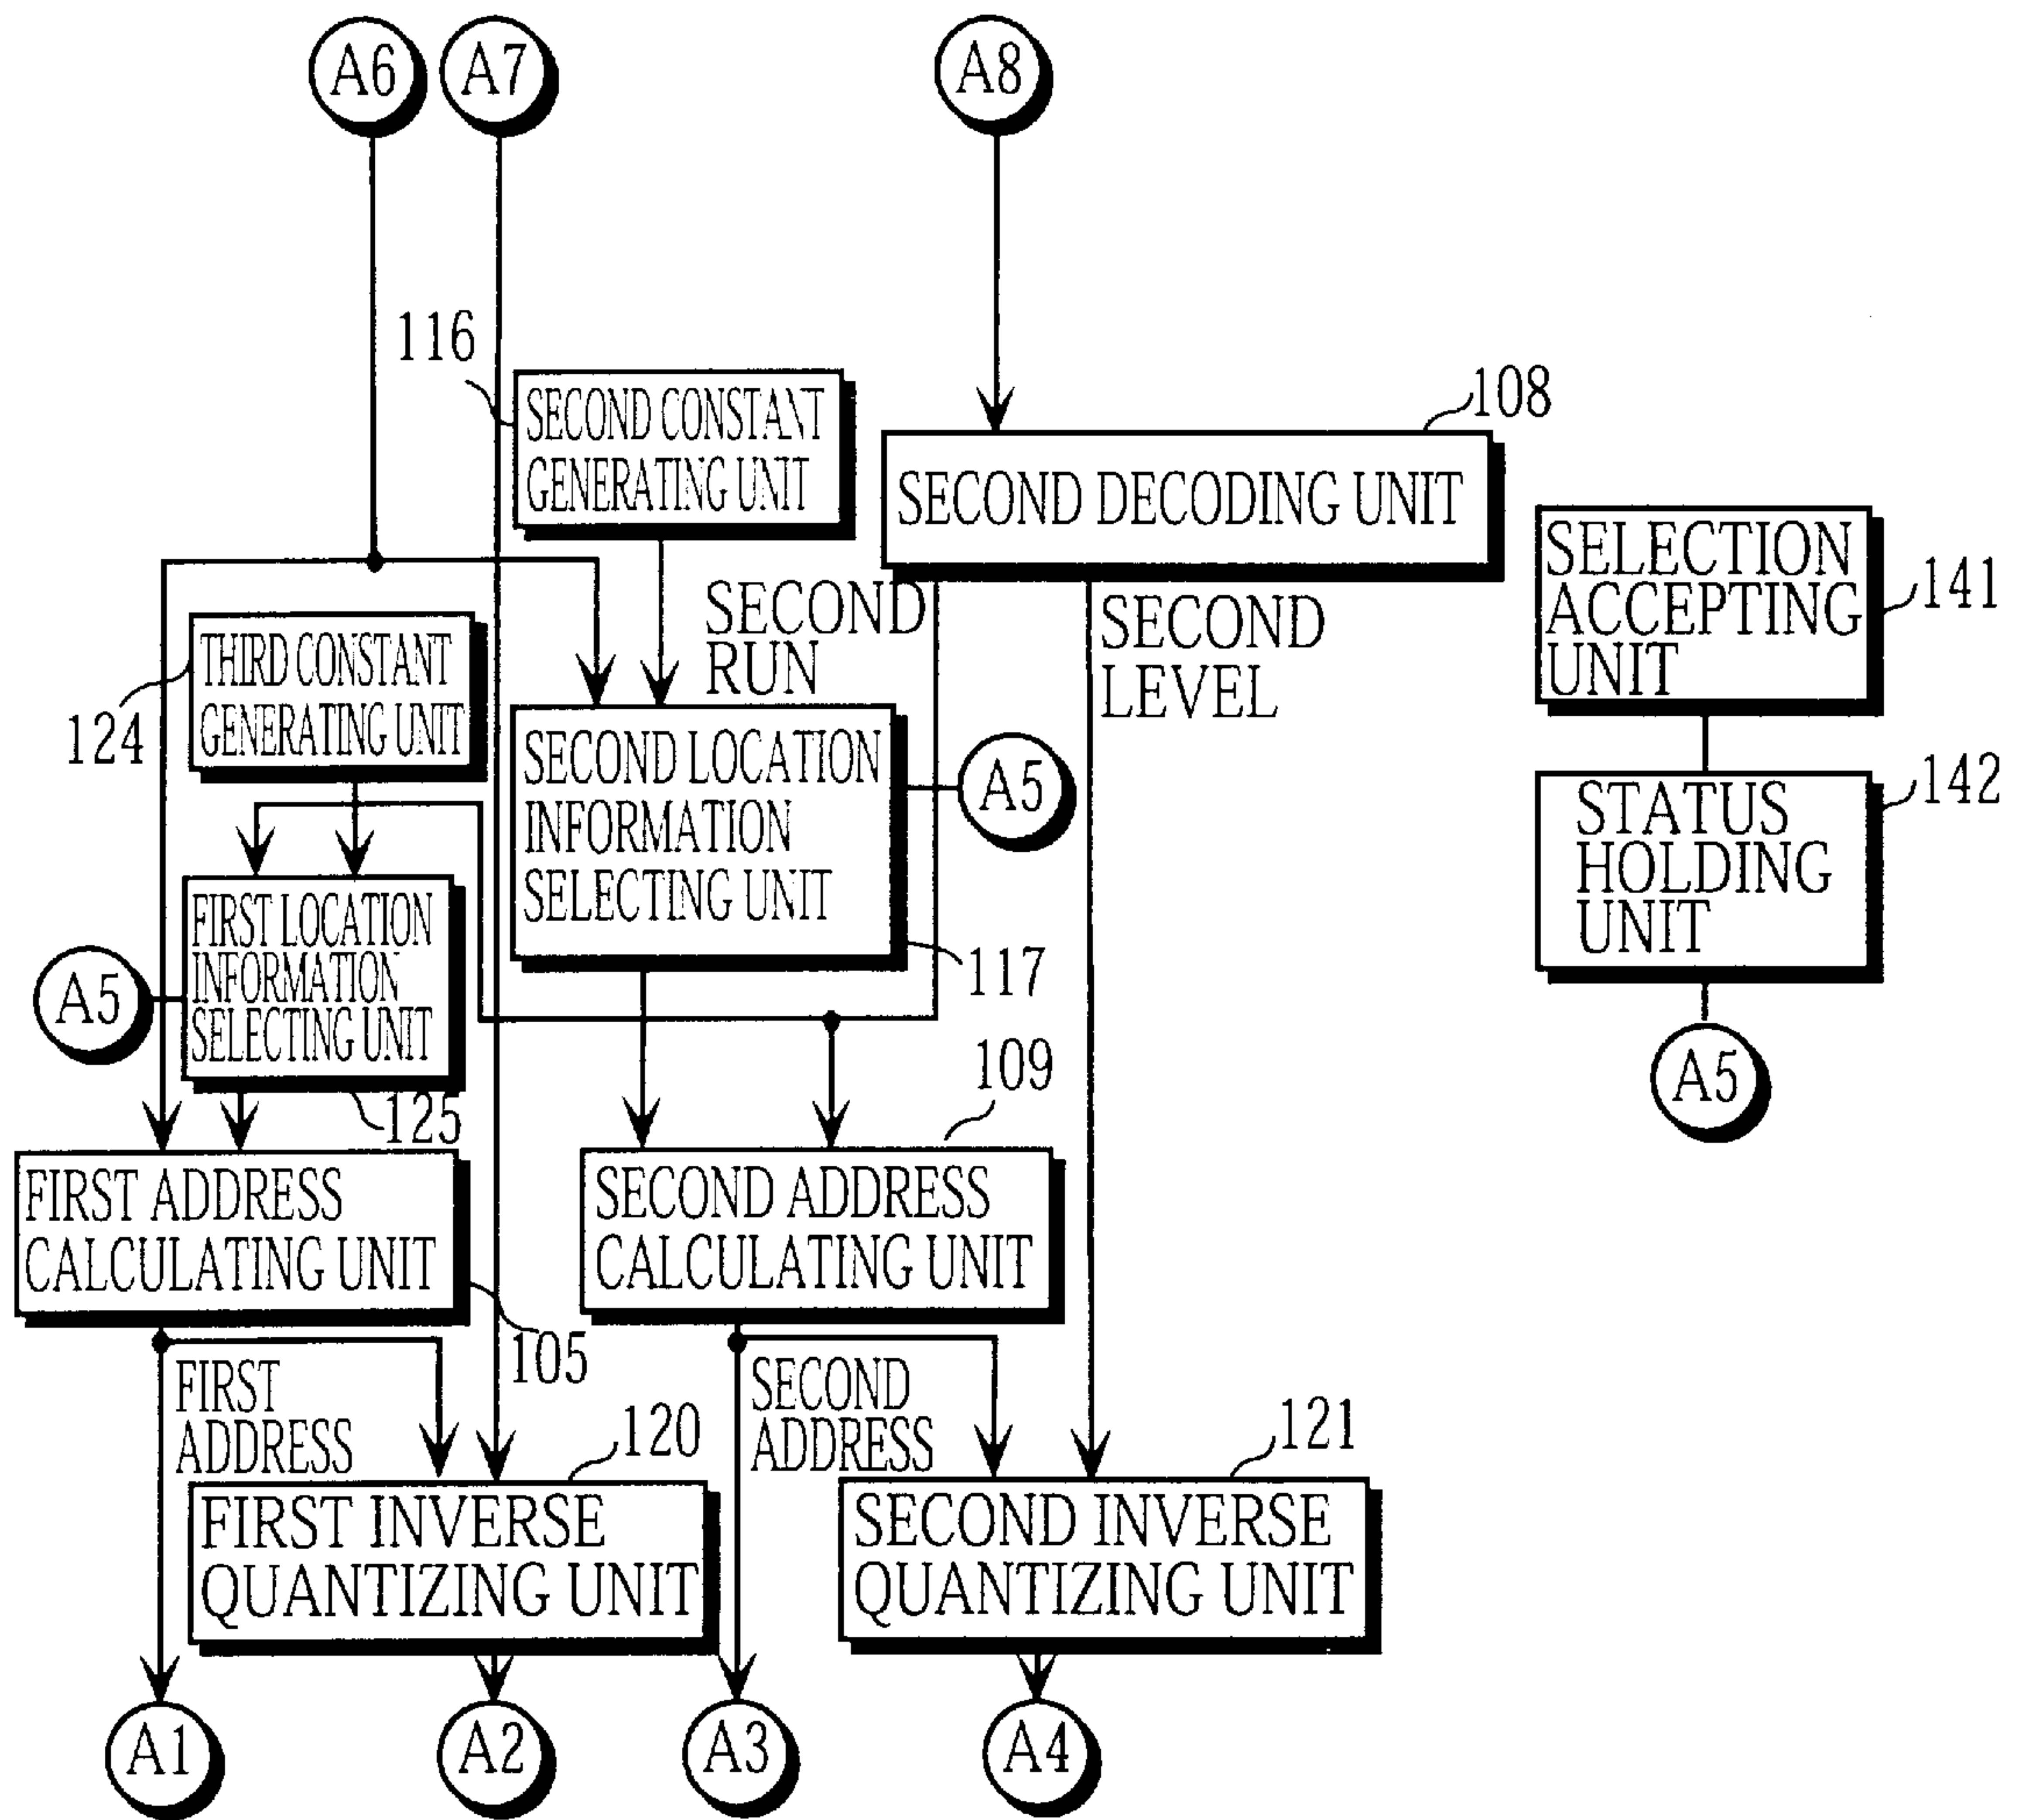 A6
A7
A8
116
SECOND CONSTANT
GENERATING UNIT
108
SECOND DECODING UNIT
SELECTION
ACCEPTING
UNIT
141
SECOND
RUN
SECOND
LEVEL
THIRD CONSTANT
GENERATING UNIT
124
SECOND LOCATION
INFORMATION
SELECTING UNIT
A5
117
STATUS
HOLDING
UNIT
142
A5
FIRST LOCATION
INFORMATION
SELECTING UNIT
A5
125
109
FIRST ADDRESS
CALCULATING UNIT
105
SECOND ADDRESS
CALCULATING UNIT
FIRST
ADDRESS
SECOND
ADDRESS
120
FIRST INVERSE
QUANTIZING UNIT
121
SECOND INVERSE
QUANTIZING UNIT
A1
A2
A3
A4